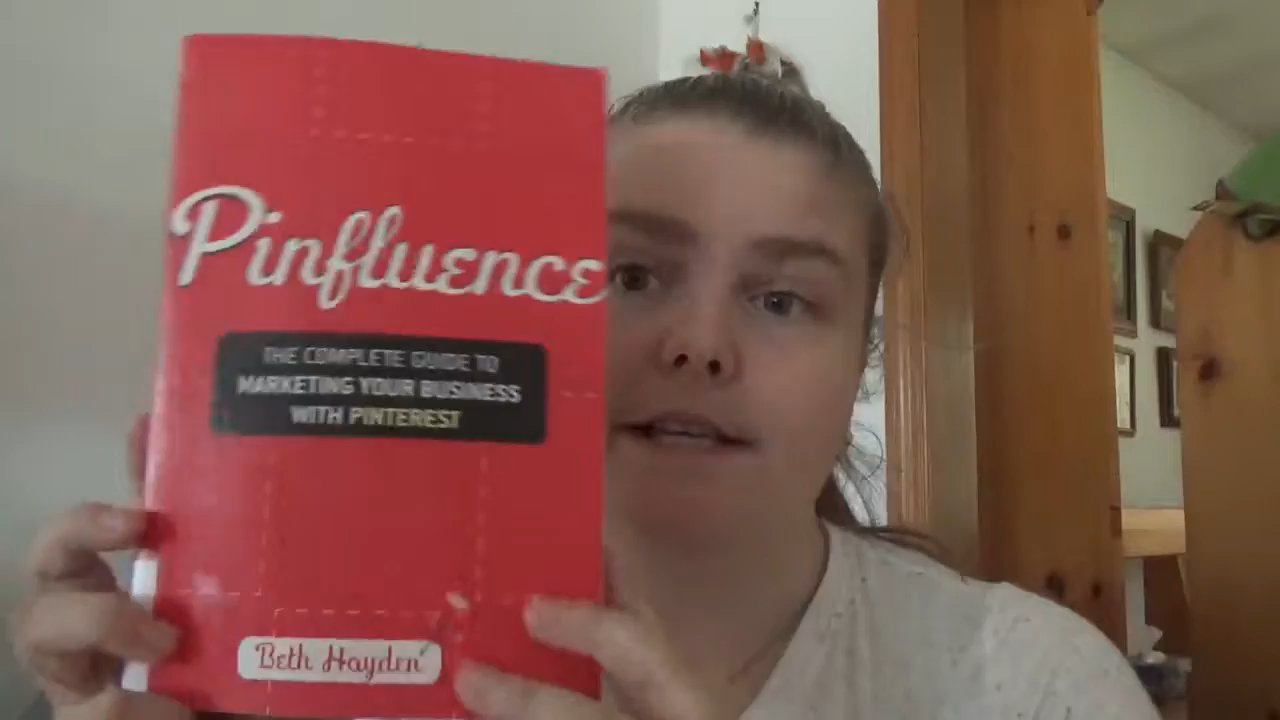 Pinfluence
THE COMPLETE GUIDE TO
MARKETING YOUR BUSINESS
WITH PINTEREST
Beth Hayden